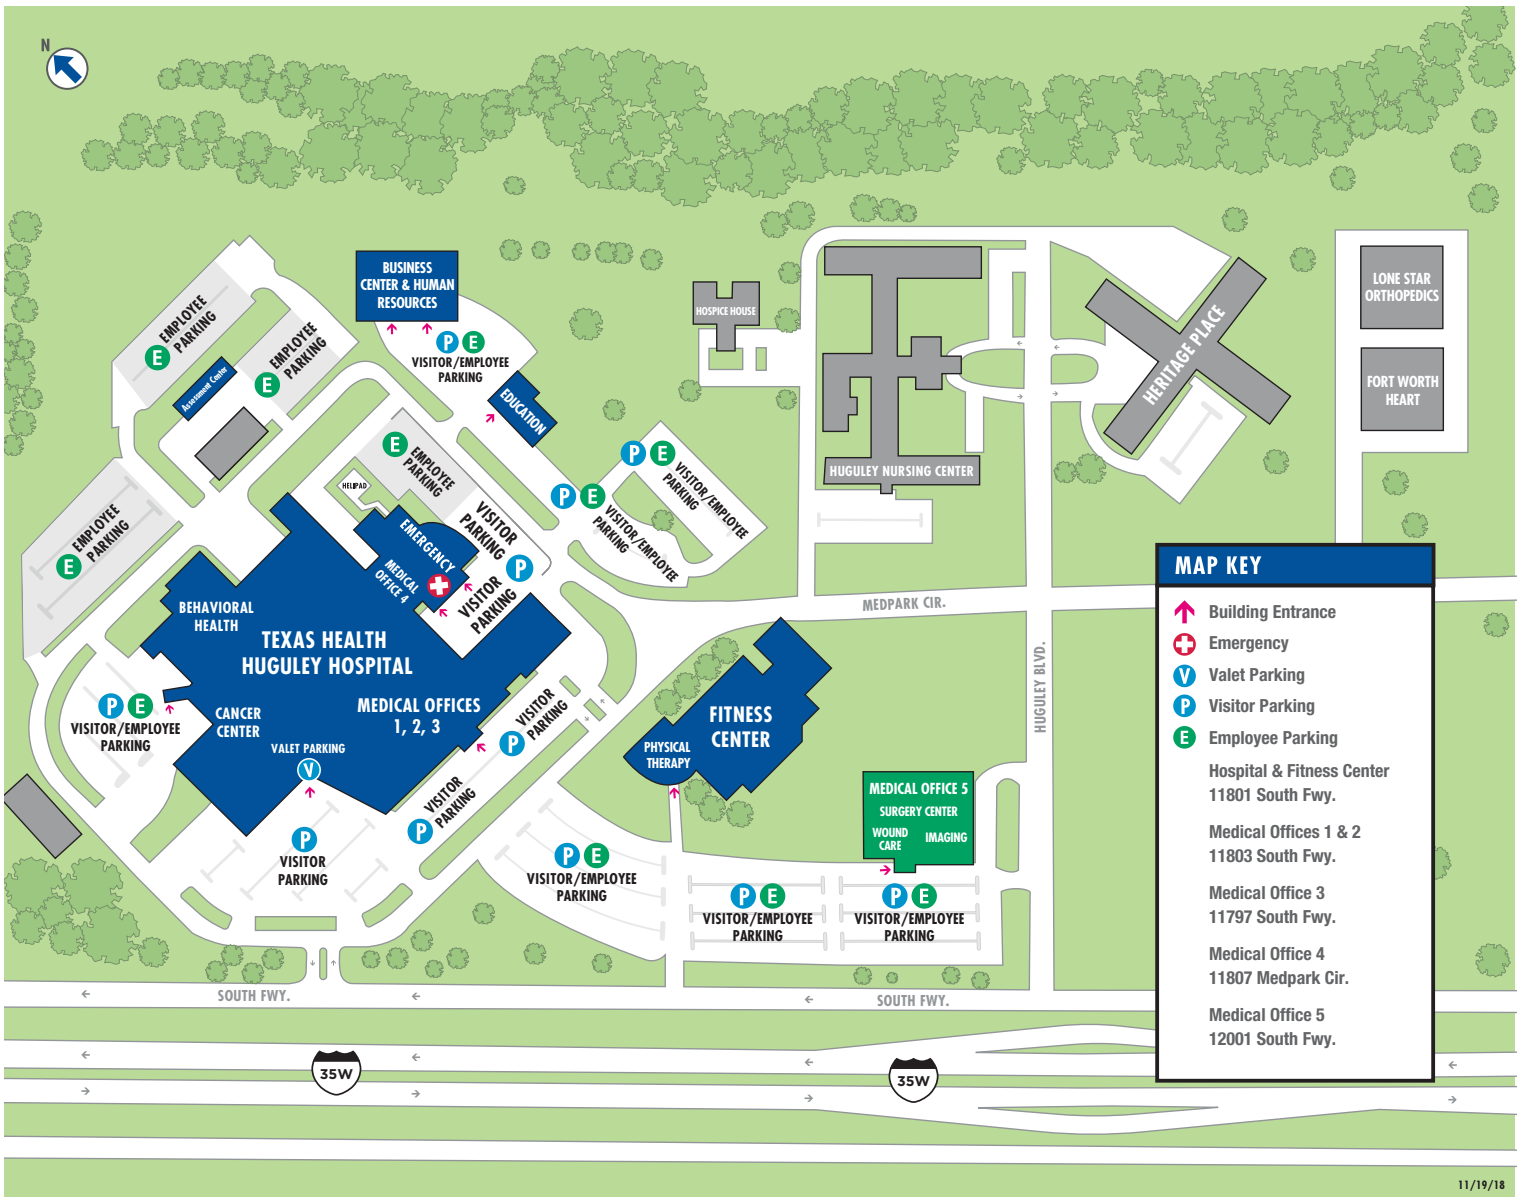 N
BUSINESS
CENTER & HUMAN
RESOURCES
P E
VISITOR/EMPLOYEE
PARKING
EDUCATION
E
EMPLOYEE
PARKING
E
EMPLOYEE
PARKING
Assessment Center
E
EMPLOYEE
PARKING
E
EMPLOYEE
PARKING
HELIPAD
VISITOR
PARKING
P
VISITOR
PARKING
EMERGENCY
MEDICAL
OFFICE 4
P E
VISITOR/EMPLOYEE
PARKING
P E
VISITOR/EMPLOYEE
PARKING
HOSPICE HOUSE
HUGULEY NURSING CENTER
HERITAGE PLACE
LONE STAR
ORTHOPEDICS
FORT WORTH
HEART
MEDPARK CIR.
HUGULEY BLVD.
BEHAVIORAL
HEALTH
TEXAS HEALTH
HUGULEY HOSPITAL
MEDICAL OFFICES
1, 2, 3
CANCER
CENTER
VALET PARKING
V
P E
VISITOR/EMPLOYEE
PARKING
P
VISITOR
PARKING
P
VISITOR
PARKING
P
VISITOR
PARKING
FITNESS
CENTER
PHYSICAL
THERAPY
MEDICAL OFFICE 5
SURGERY CENTER
WOUND
CARE
IMAGING
P E
VISITOR/EMPLOYEE
PARKING
P E
VISITOR/EMPLOYEE
PARKING
P E
VISITOR/EMPLOYEE
PARKING
SOUTH FWY.
SOUTH FWY.
35W
35W
MAP KEY
Building Entrance
Emergency
V Valet Parking
P Visitor Parking
E Employee Parking
Hospital & Fitness Center
11801 South Fwy.
Medical Offices 1 & 2
11803 South Fwy.
Medical Office 3
11797 South Fwy.
Medical Office 4
11807 Medpark Cir.
Medical Office 5
12001 South Fwy.
11/19/18